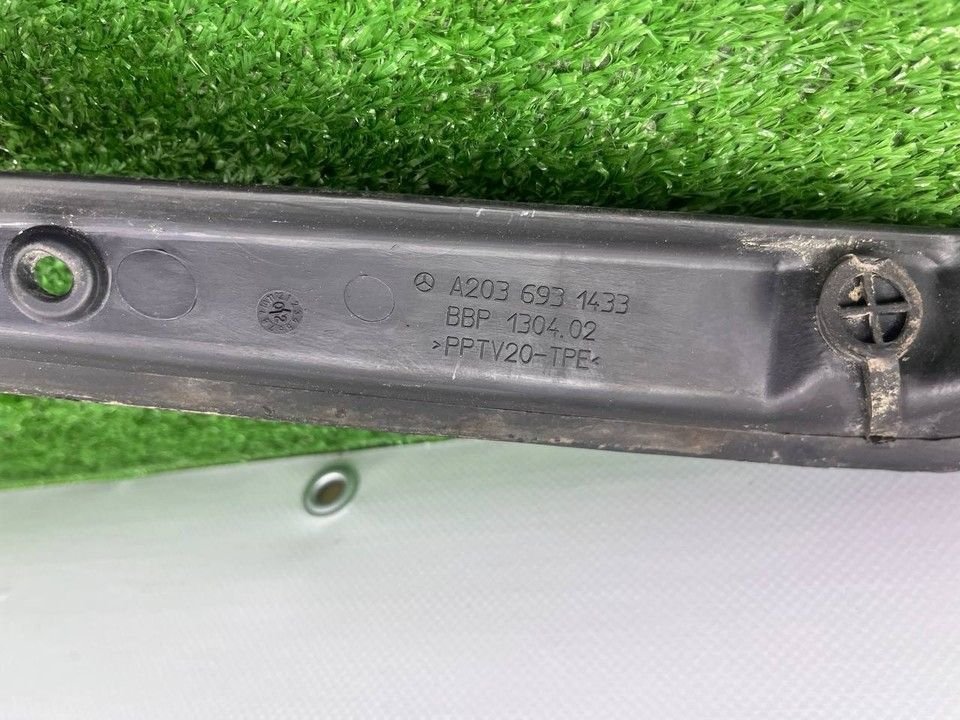 A203 693 1433
BBP 1304.02
>PPTV20-TPE<